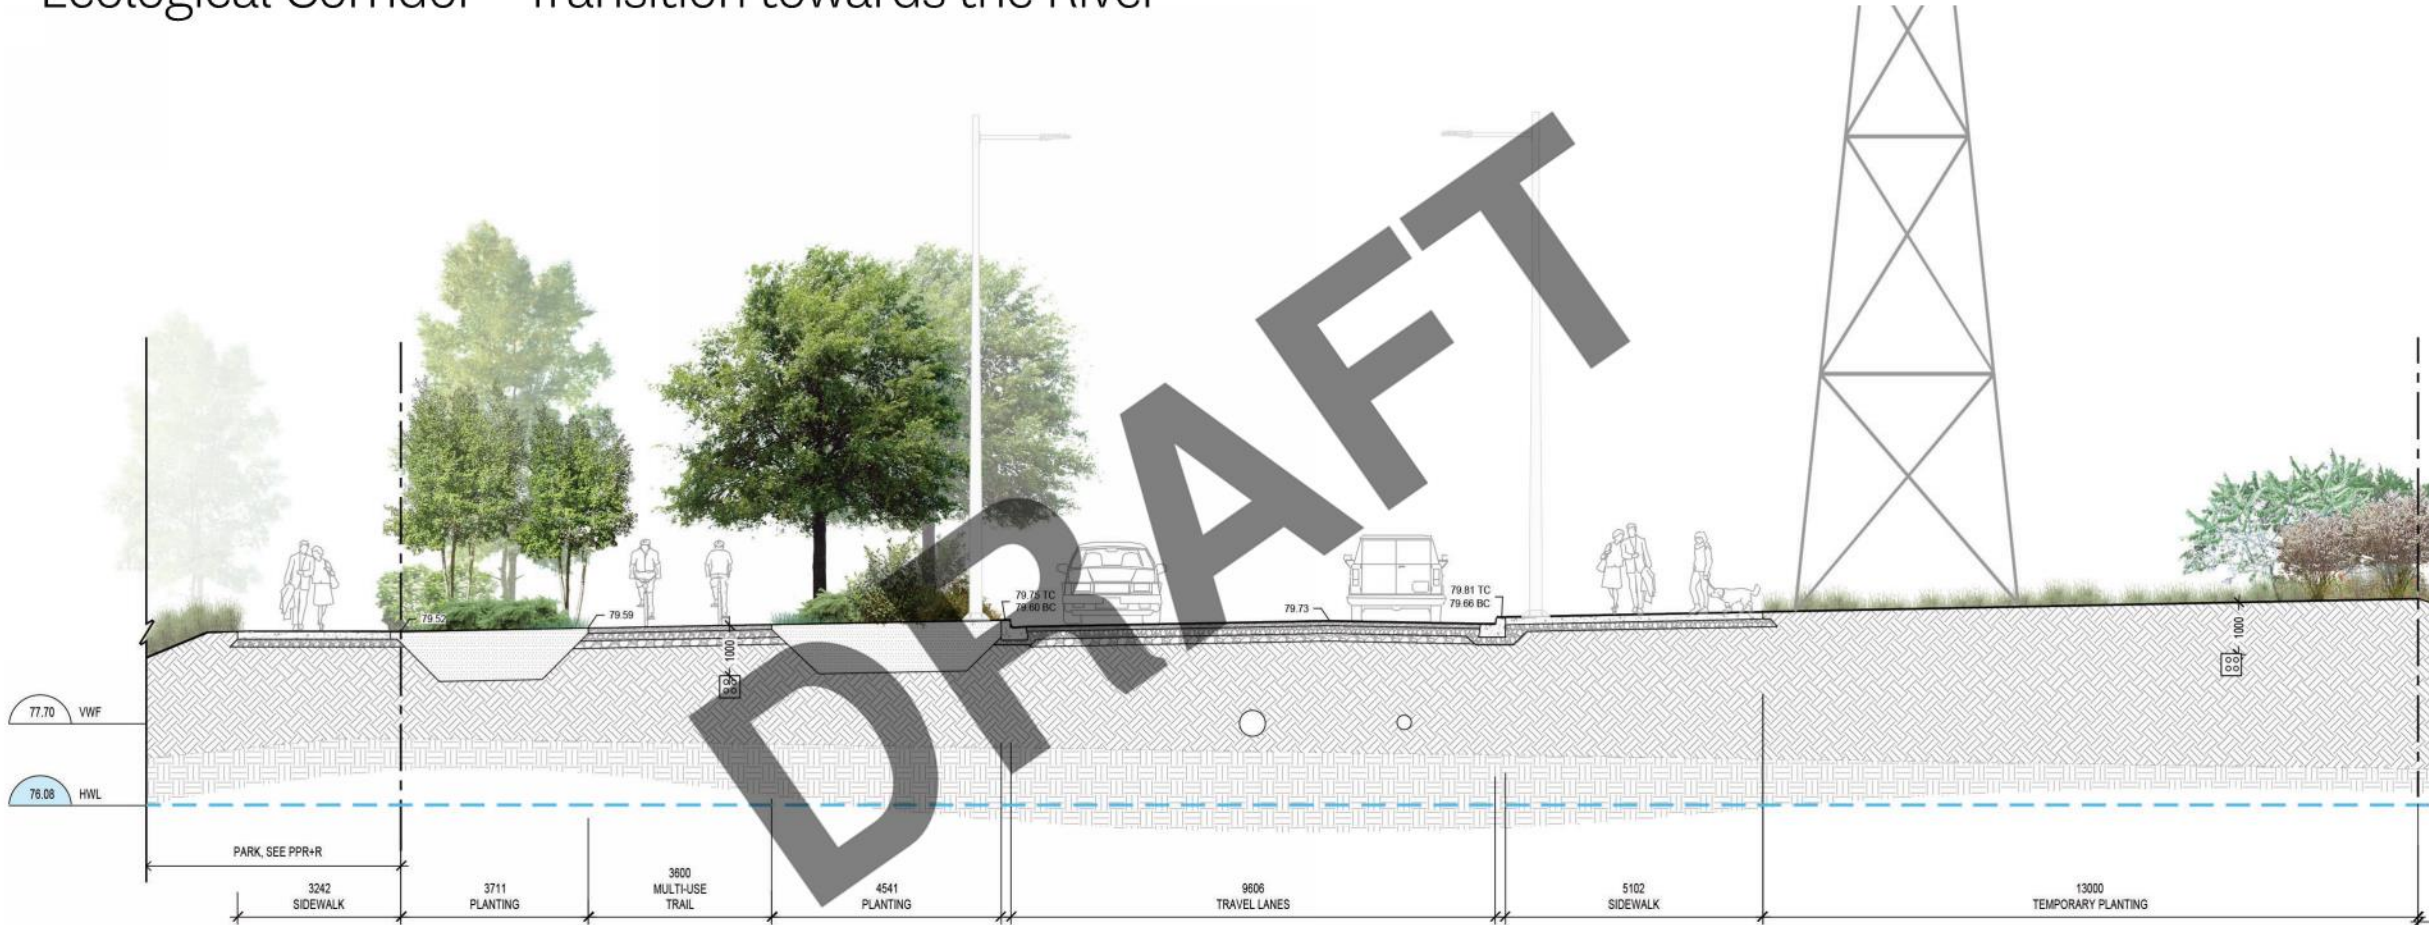 Ecological Corridor – Transition towards the River
DRAFT
79.52
79.59
79.75 TC
79.60 BC
79.73
79.81 TC
79.66 BC
1000
1000
77.70 VWF
76.08 HWL
PARK, SEE PPR+R
3242
SIDEWALK
3711
PLANTING
3600
MULTI-USE
TRAIL
4541
PLANTING
9606
TRAVEL LANES
5102
SIDEWALK
13000
TEMPORARY PLANTING